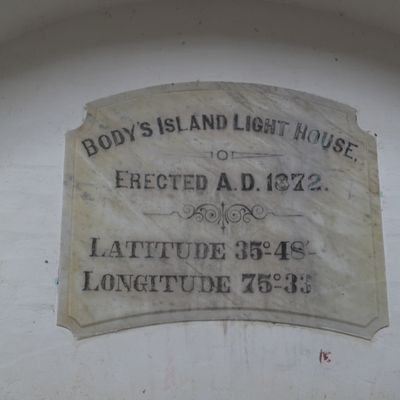 BODY'S ISLAND LIGHT HOUSE.
ERECTED A.D. 1872.
LATITUDE 35°-48'
LONGITUDE 75°-33